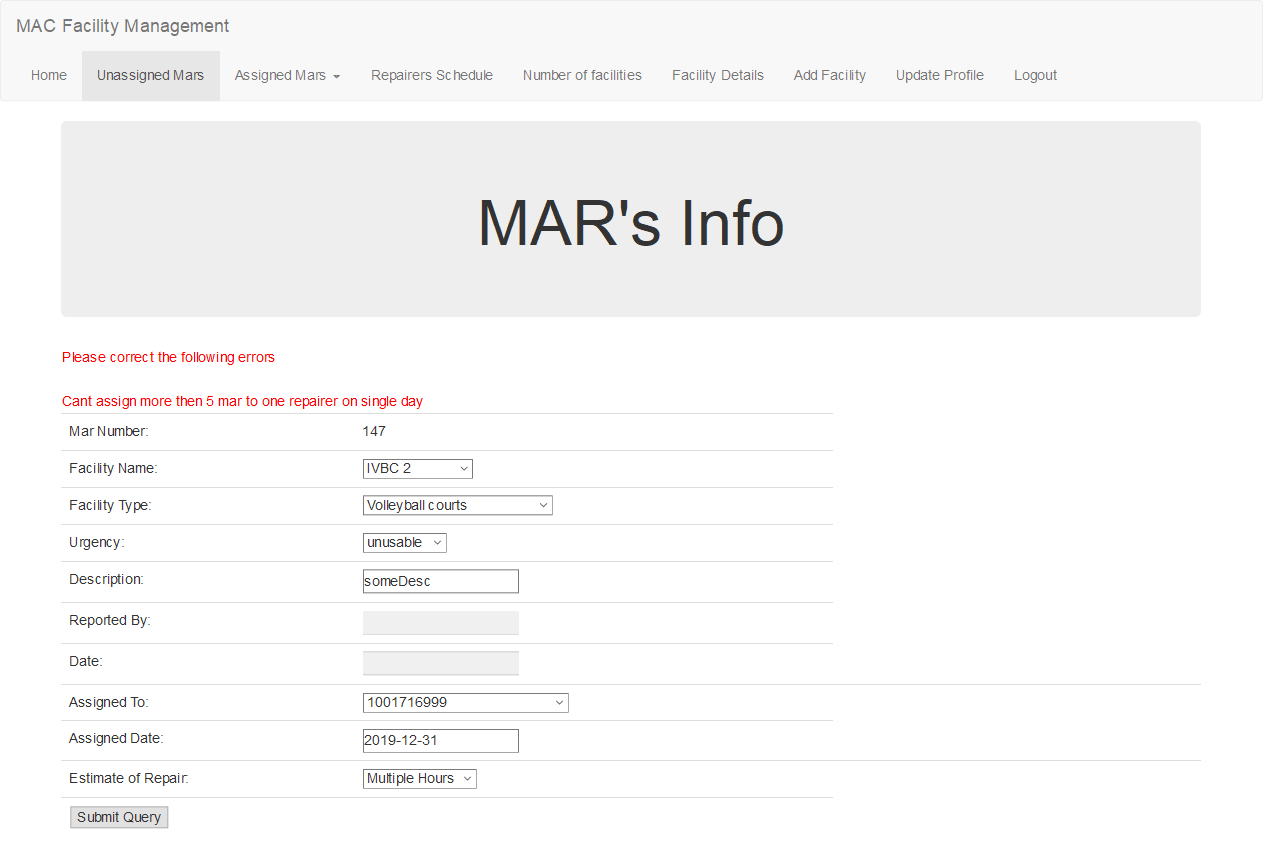 MAC Facility Management
Home Unassigned Mars Assigned Mars Repairers Schedule Number of facilities Facility Details Add Facility Update Profile Logout
MAR's Info
Please correct the following errors
Cant assign more then 5 mar to one repairer on single day
Mar Number: 147
Facility Name: IVBC 2
Facility Type: Volleyball courts
Urgency: unusable
Description: someDesc
Reported By:
Date:
Assigned To: 1001716999
Assigned Date: 2019-12-31
Estimate of Repair: Multiple Hours
Submit Query